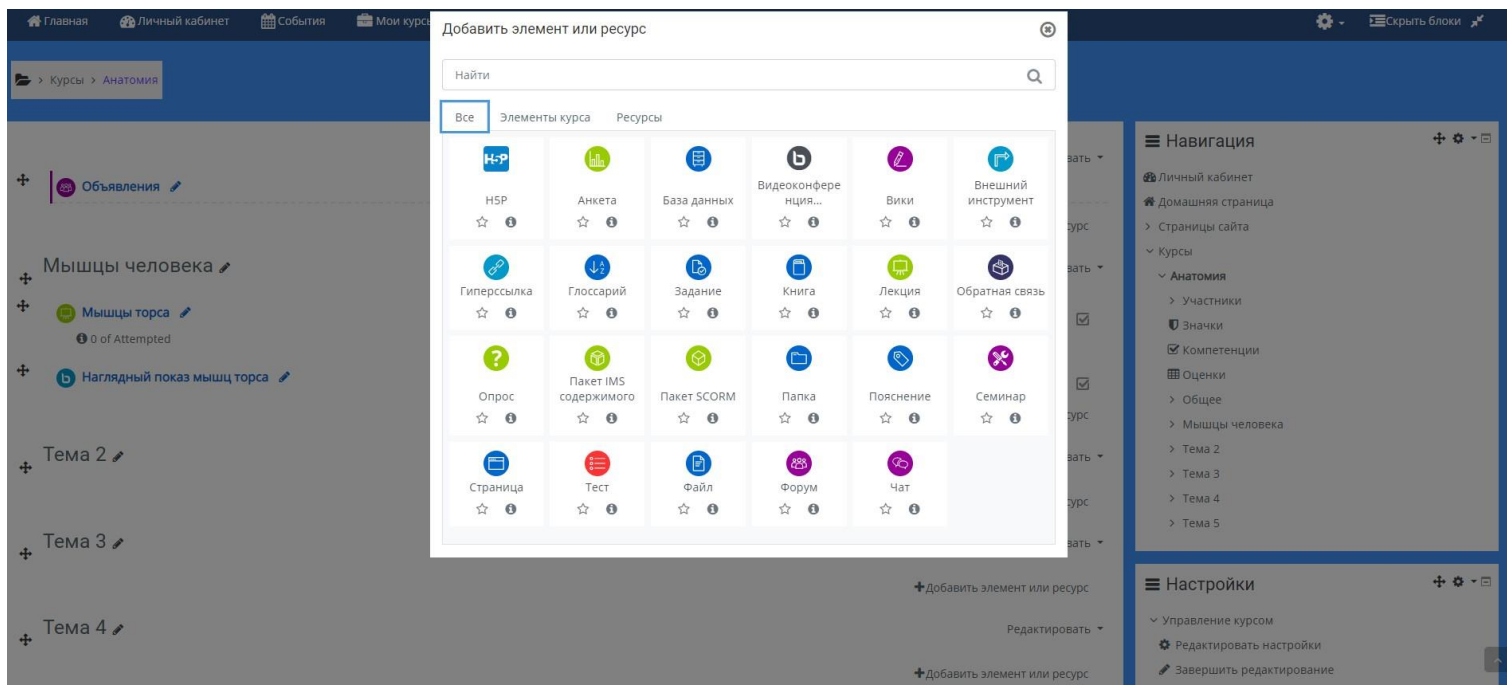 Главная Личный кабинет События Мои курс
Скрыть блоки
> Курсы > Анатомия
Добавить элемент или ресурс
Найти
Все Элементы курса Ресурсы
H5P Анкета База данных Видеоконфере
нция... Вики Внешний
инструмент
Гиперссылка Глоссарий Задание Книга Лекция Обратная связь
Опрос Пакет IMS
содержимого Пакет SCORM Папка Пояснение Семинар
Страница Тест Файл Форум Чат
Объявления
Мышцы человека
Мышцы торса
0 of Attempted
Наглядный показ мышц торса
Тема 2
Тема 3
+Добавить элемент или ресурс
Тема 4
Редактировать
+Добавить элемент или ресурс
Навигация
Личный кабинет
Домашняя страница
> Страницы сайта
Курсы
Анатомия
> Участники
Значки
Компетенции
Оценки
> Общее
> Мышцы человека
> Тема 2
> Тема 3
> Тема 4
> Тема 5
Настройки
Управление курсом
Редактировать настройки
Завершить редактирование